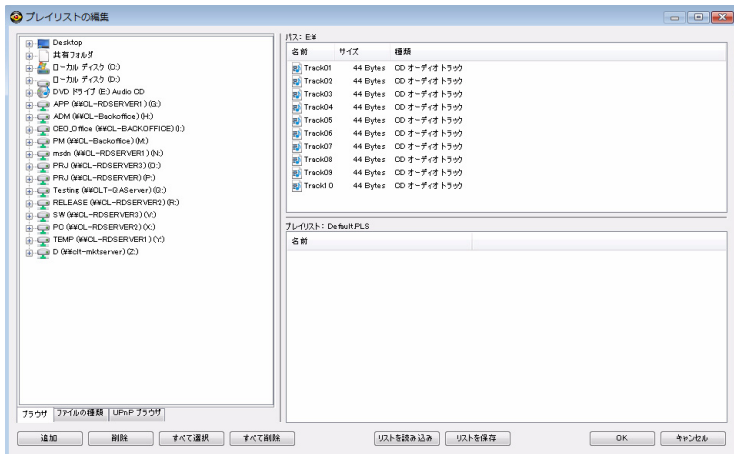 プレイリストの編集
Desktop
共有フォルダ
ローカル ディスク (C:)
ローカル ディスク (D:)
DVD ドライブ (E:) Audio CD
APP (¥¥CL-RDSERVER1) (G:)
ADM (¥¥CL-Backoffice) (H:)
CEO_Office (¥¥CL-BACKOFFICE) (I:)
PM (¥¥CL-Backoffice) (M:)
msdn (¥¥CL-RDSERVER1) (N:)
PRJ (¥¥CL-RDSERVER3) (O:)
PRJ (¥¥CL-RDSERVER) (P:)
Testing (¥¥CLT-QAServer) (Q:)
RELEASE (¥¥CL-RDSERVER2) (R:)
SW (¥¥CL-RDSERVER3) (V:)
PO (¥¥CL-RDSERVER2) (X:)
TEMP (¥¥CL-RDSERVER1) (Y:)
D (¥¥clt-mktserver) (Z:)
ブラウザ ファイルの種類 UPnP ブラウザ
パス: E:¥
名前 サイズ 種類
Track01 44 Bytes CD オーディオ トラック
Track02 44 Bytes CD オーディオ トラック
Track03 44 Bytes CD オーディオ トラック
Track04 44 Bytes CD オーディオ トラック
Track05 44 Bytes CD オーディオ トラック
Track06 44 Bytes CD オーディオ トラック
Track07 44 Bytes CD オーディオ トラック
Track08 44 Bytes CD オーディオ トラック
Track09 44 Bytes CD オーディオ トラック
Track10 44 Bytes CD オーディオ トラック
プレイリスト: Default.PLS
名前
追加 削除 すべて選択 すべて削除 リストを読み込み リストを保存 OK キャンセル